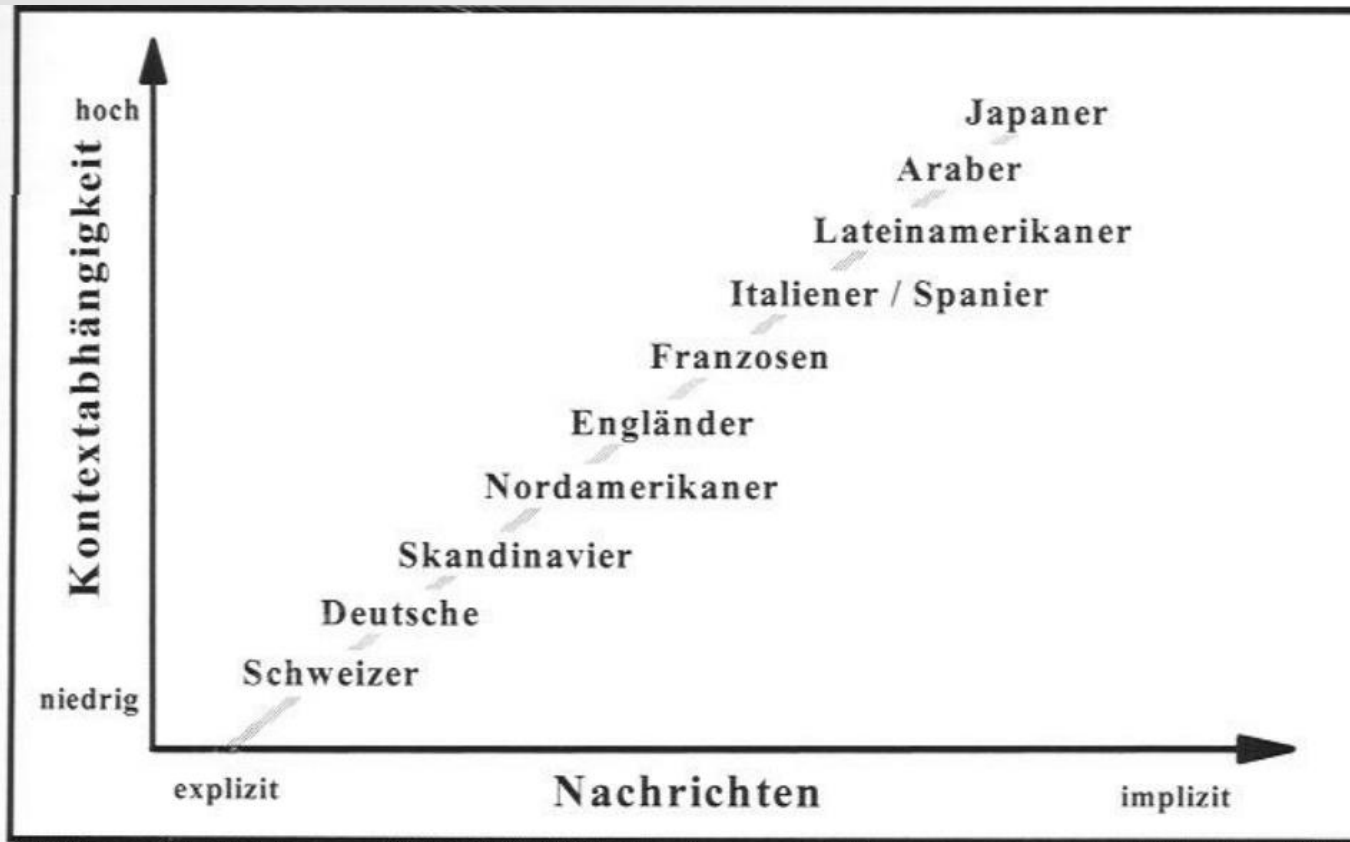 hoch
Japaner
Araber
Lateinamerikaner
Italiener / Spanier
Franzosen
Engländer
Nordamerikaner
Skandinavier
Deutsche
Schweizer
niedrig
Kontextabhängigkeit
explizit
Nachrichten
implizit